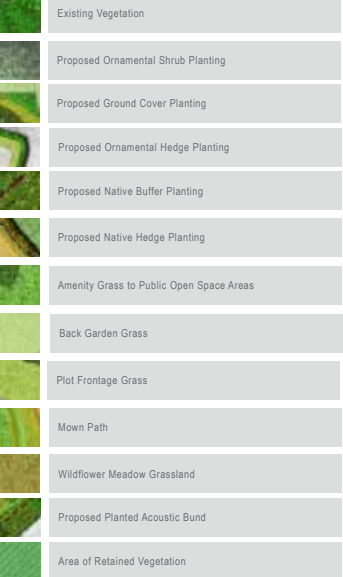 Existing Vegetation
Proposed Ornamental Shrub Planting
Proposed Ground Cover Planting
Proposed Ornamental Hedge Planting
Proposed Native Buffer Planting
Proposed Native Hedge Planting
Amenity Grass to Public Open Space Areas
Back Garden Grass
Plot Frontage Grass
Mown Path
Wildflower Meadow Grassland
Proposed Planted Acoustic Bund
Area of Retained Vegetation